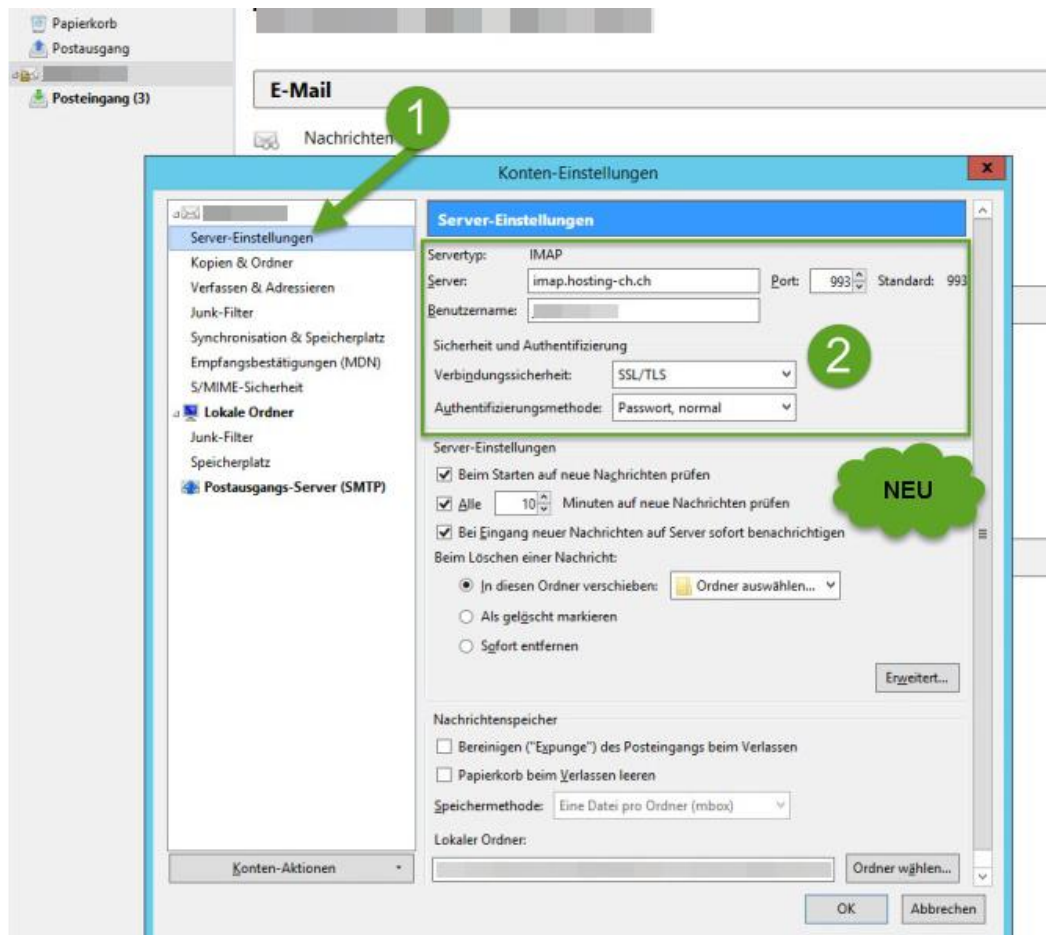 Papierkorb
Postausgang
Posteingang (3)
E-Mail
Nachrichten
1
Konten-Einstellungen
x
Server-Einstellungen
Kopien & Ordner
Verfassen & Adressieren
Junk-Filter
Synchronisation & Speicherplatz
Empfangsbestätigungen (MDN)
S/MIME-Sicherheit
Lokale Ordner
Junk-Filter
Speicherplatz
Postausgangs-Server (SMTP)
Konten-Aktionen
Server-Einstellungen
Servertyp: IMAP
Server: imap.hosting-ch.ch Port: 993 Standard: 993
Benutzername:
Sicherheit und Authentifizierung
2
Verbindungssicherheit: SSL/TLS
Authentifizierungsmethode: Passwort, normal
Server-Einstellungen
NEU
Beim Starten auf neue Nachrichten prüfen
Alle 10 Minuten auf neue Nachrichten prüfen
Bei Eingang neuer Nachrichten auf Server sofort benachrichtigen
Beim Löschen einer Nachricht:
In diesen Ordner verschieben: Ordner auswählen...
Als gelöscht markieren
Sofort entfernen
Erweitert...
Nachrichtenspeicher
Bereinigen ("Expunge") des Posteingangs beim Verlassen
Papierkorb beim Verlassen leeren
Speichermethode: Eine Datei pro Ordner (mbox)
Lokaler Ordner:
Ordner wählen...
OK Abbrechen